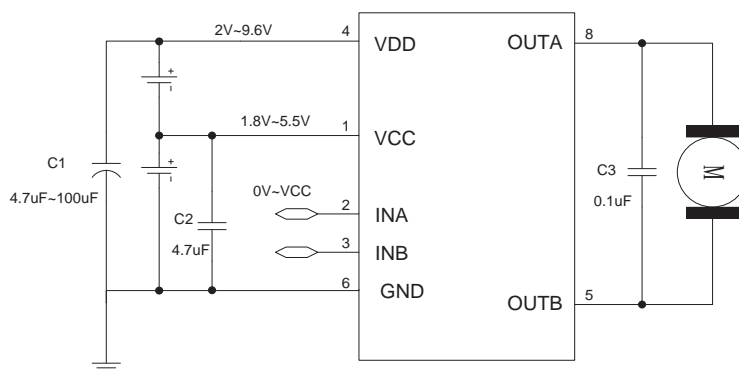 2V~9.6V
4
VDD
OUTA
8
+
-
1.8V~5.5V
1
VCC
+
-
C1
4.7uF~100uF
C2
4.7uF
0V~VCC
2
INA
3
INB
6
GND
OUTB
5
C3
0.1uF
M